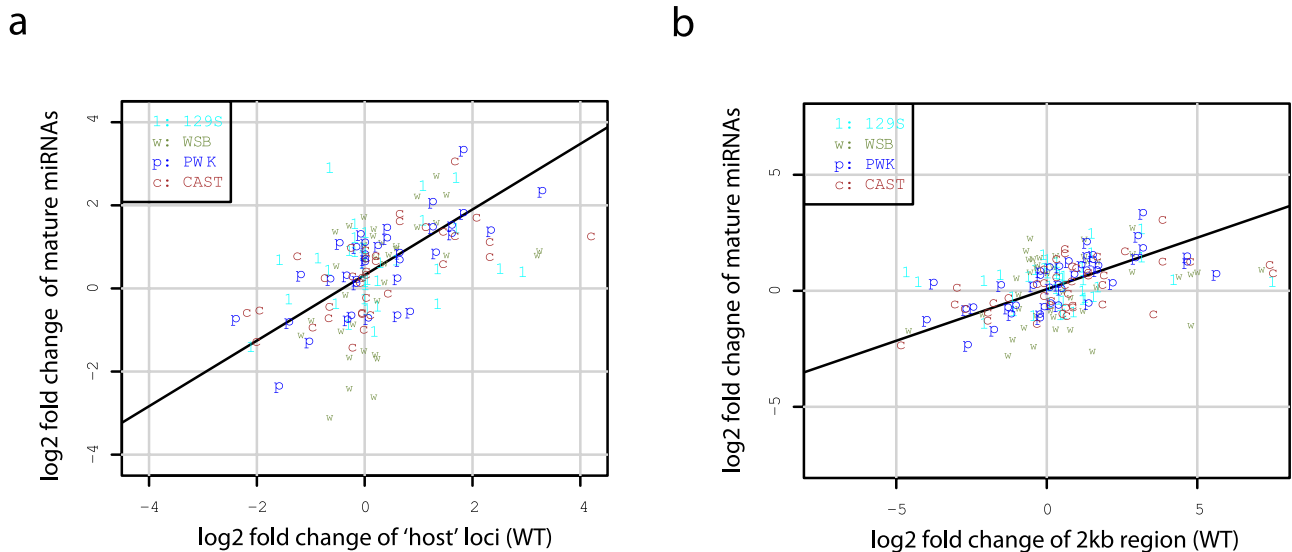 a
log2 fold change of mature miRNAs
4
2
0
−2
−4
1: 129S
w: WSB
p: PWK
c: CAST
−4 −2 0 2 4
log2 fold change of ‘host’ loci (WT)
b
log2 fold chagne of mature miRNAs
5
0
−5
1: 129S
w: WSB
p: PWK
c: CAST
−5 0 5
log2 fold change of 2kb region (WT)